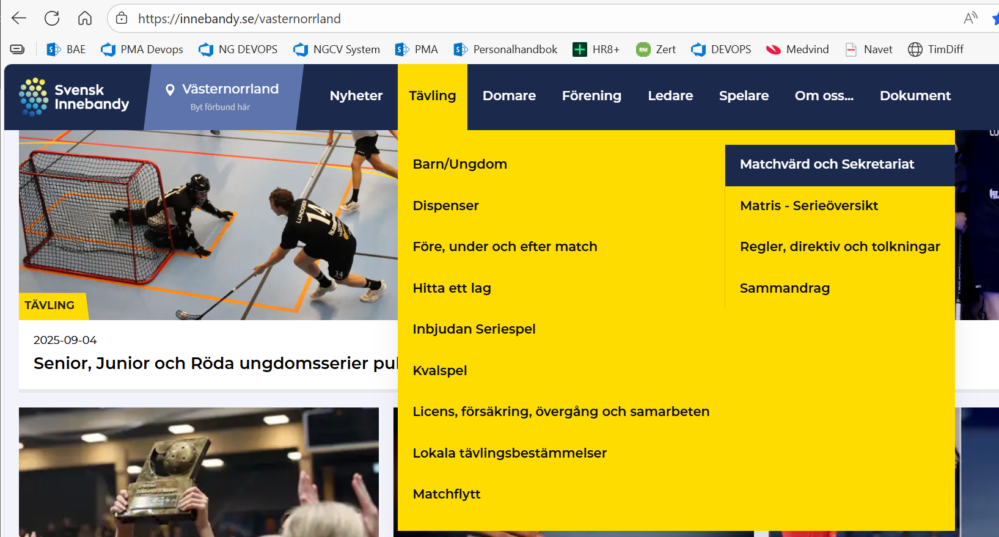 https://innebandy.se/vasternorrland
BAE
PMA Devops
NG DEVOPS
NGCV System
PMA
Personalhandbok
HR8+
Zert
DEVOPS
Medvind
Navet
TimDiff
Svensk
Innebandy
Västernorrland
Byt förbund här
Nyheter
Tävling
Domare
Förening
Ledare
Spelare
Om oss...
Dokument
Barn/Ungdom
Dispenser
Före, under och efter match
Hitta ett lag
Inbjudan Seriespel
Kvalspel
Licens, försäkring, övergång och samarbeten
Lokala tävlingsbestämmelser
Matchflytt
Matchvärd och Sekretariat
Matris - Serieöversikt
Regler, direktiv och tolkningar
Sammandrag
LUNDGREN
14
14
TÄVLING
2025-09-04
Senior, Junior och Röda ungdomsserier pu